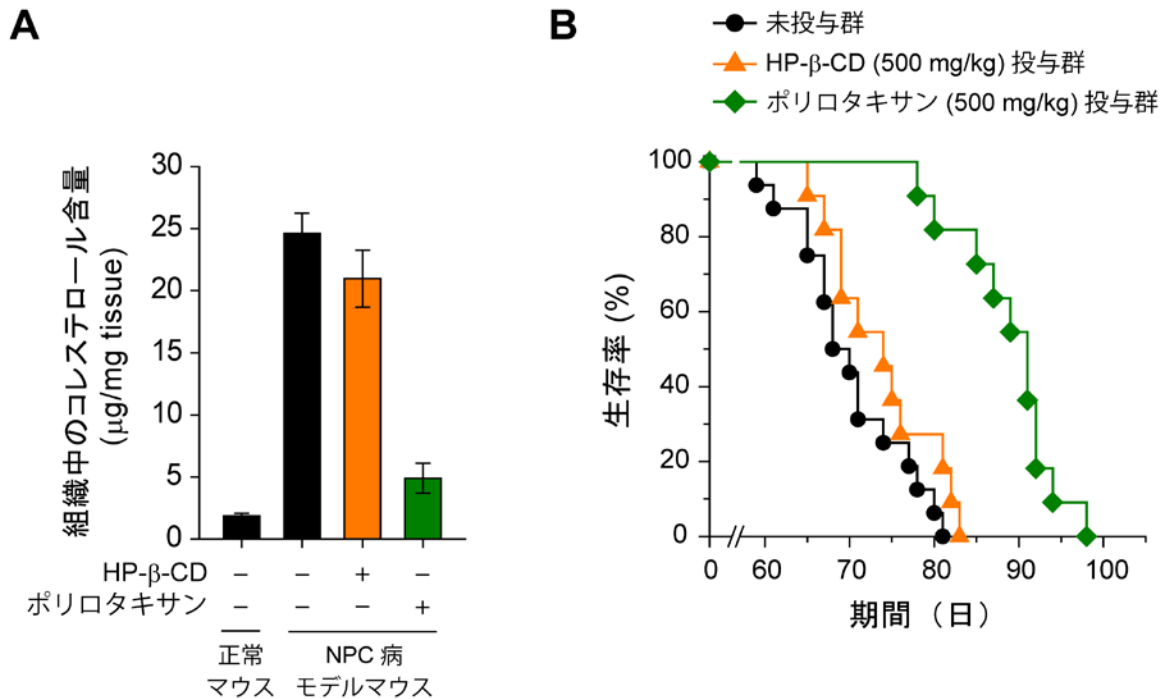 A
組織中のコレステロール含量
(μg/mg tissue)
30
25
20
15
10
5
0
HP-β-CD − − + −
ポリロタキサン − − − +
正常
マウス
NPC 病
モデルマウス
B
未投与群
HP-β-CD (500 mg/kg) 投与群
ポリロタキサン (500 mg/kg) 投与群
生存率 (%)
100
80
60
40
20
0
0 60 70 80 90 100
期間（日）